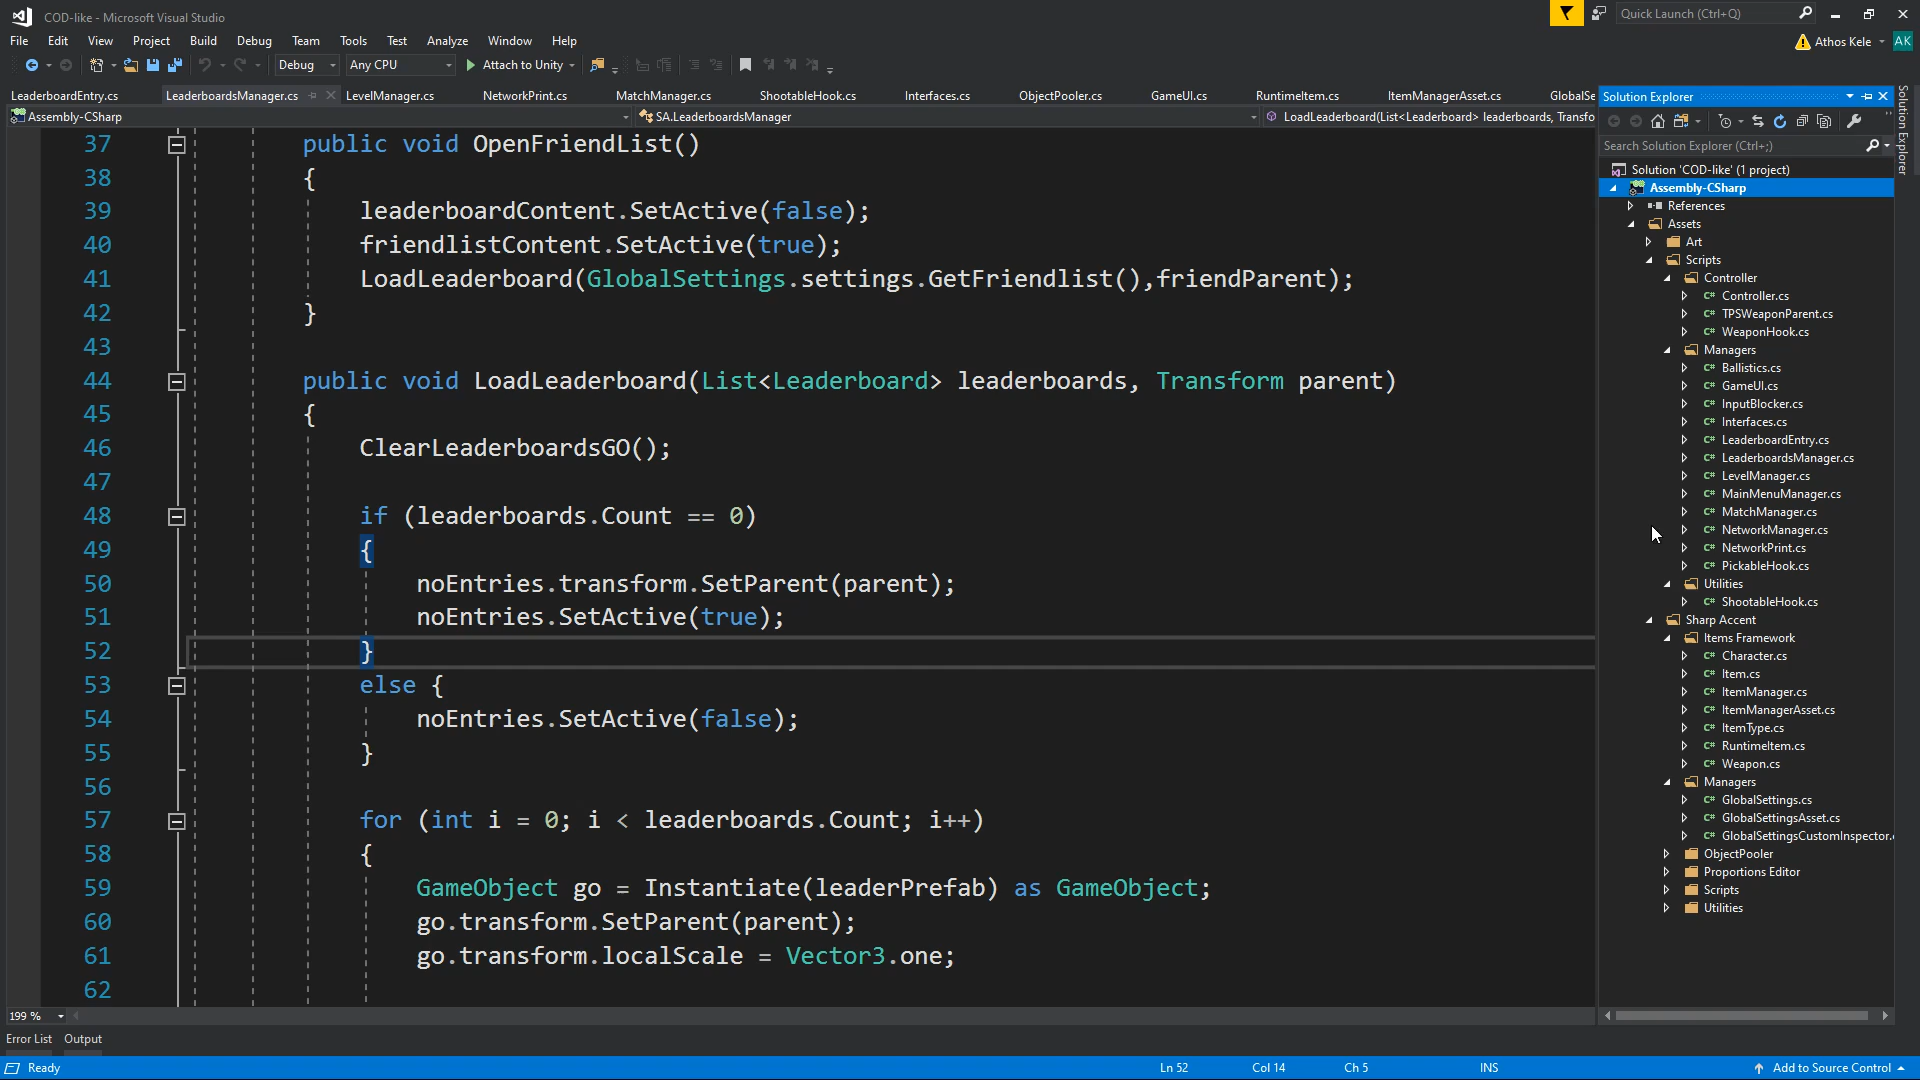 COD-like - Microsoft Visual Studio
Quick Launch (Ctrl+Q)
File Edit View Project Build Debug Team Tools Test Analyze Window Help
Athos Kele AK
Debug Any CPU Attach to Unity
LeaderboardEntry.cs LeaderboardsManager.cs LevelManager.cs NetworkPrint.cs MatchManager.cs ShootableHook.cs Interfaces.cs ObjectPooler.cs GameUI.cs RuntimeItem.cs ItemManagerAsset.cs GlobalSe
Assembly-CSharp SA.LeaderboardsManager LoadLeaderboard(List<Leaderboard> leaderboards, Transfo
37 public void OpenFriendList()
38 {
39 leaderboardContent.SetActive(false);
40 friendlistContent.SetActive(true);
41 LoadLeaderboard(GlobalSettings.settings.GetFriendlist(),friendParent);
42 }
43
44 public void LoadLeaderboard(List<Leaderboard> leaderboards, Transform parent)
45 {
46 ClearLeaderboardsGO();
47
48 if (leaderboards.Count == 0)
49 {
50 noEntries.transform.SetParent(parent);
51 noEntries.SetActive(true);
52 }
53 else {
54 noEntries.SetActive(false);
55 }
56
57 for (int i = 0; i < leaderboards.Count; i++)
58 {
59 GameObject go = Instantiate(leaderPrefab) as GameObject;
60 go.transform.SetParent(parent);
61 go.transform.localScale = Vector3.one;
62
199 %
Solution Explorer
Search Solution Explorer (Ctrl+;)
Solution 'COD-like' (1 project)
Assembly-CSharp
References
Assets
Art
Scripts
Controller
C# Controller.cs
C# TPSWeaponParent.cs
C# WeaponHook.cs
Managers
C# Ballistics.cs
C# GameUI.cs
C# InputBlocker.cs
C# Interfaces.cs
C# LeaderboardEntry.cs
C# LeaderboardsManager.cs
C# LevelManager.cs
C# MainMenuManager.cs
C# MatchManager.cs
C# NetworkManager.cs
C# NetworkPrint.cs
C# PickableHook.cs
Utilities
C# ShootableHook.cs
Sharp Accent
Items Framework
C# Character.cs
C# Item.cs
C# ItemManager.cs
C# ItemManagerAsset.cs
C# ItemType.cs
C# RuntimeItem.cs
C# Weapon.cs
Managers
C# GlobalSettings.cs
C# GlobalSettingsAsset.cs
C# GlobalSettingsCustomInspector.
ObjectPooler
Proportions Editor
Scripts
Utilities
Solution Explorer
Error List Output
Ready Ln 52 Col 14 Ch 5 INS Add to Source Control